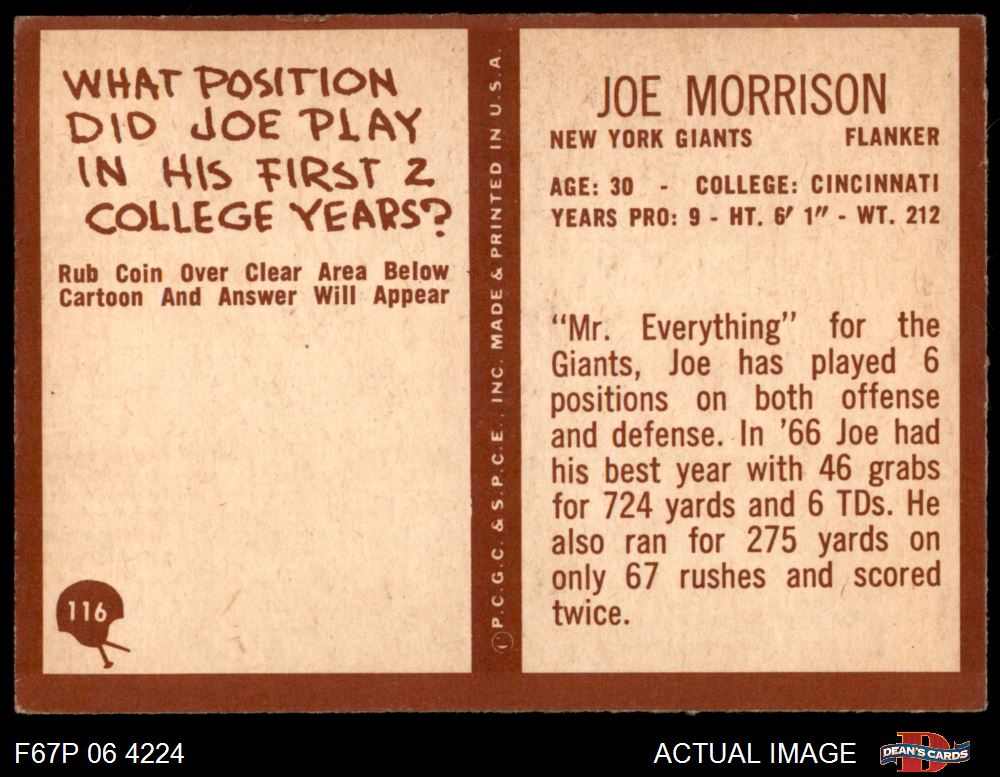 WHAT POSITION
DID JOE PLAY
IN HIS FIRST 2
COLLEGE YEARS?
Rub Coin Over Clear Area Below
Cartoon And Answer Will Appear
116
© P.C.G.C. & S.P.C.E., INC. MADE & PRINTED IN U.S.A.
JOE MORRISON
NEW YORK GIANTS FLANKER
AGE: 30 - COLLEGE: CINCINNATI
YEARS PRO: 9 - HT. 6′ 1″ - WT. 212
“Mr. Everything” for the
Giants, Joe has played 6
positions on both offense
and defense. In ’66 Joe had
his best year with 46 grabs
for 724 yards and 6 TDs. He
also ran for 275 yards on
only 67 rushes and scored
twice.
F67P 06 4224
ACTUAL IMAGE
D
DEAN'S CARDS